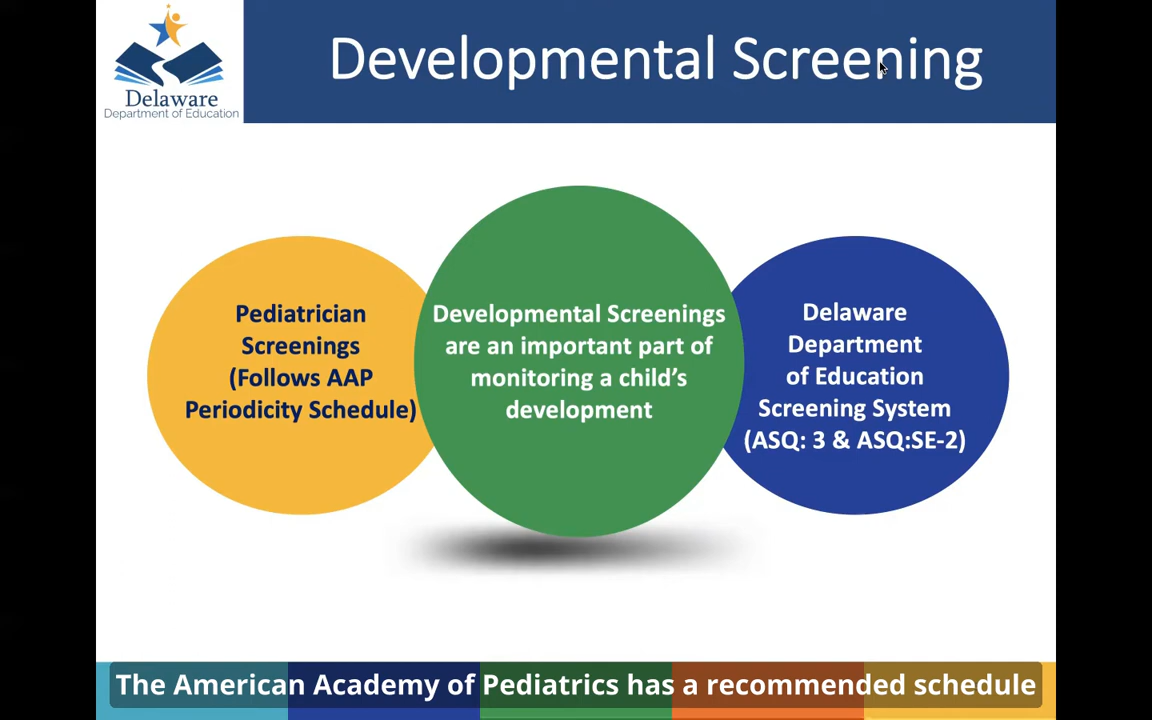 Delaware
Department of Education
Developmental Screening
Pediatrician
Screenings
(Follows AAP
Periodicity Schedule)
Developmental Screenings
are an important part of
monitoring a child's
development
Delaware
Department
of Education
Screening System
(ASQ: 3 & ASQ:SE-2)
The American Academy of Pediatrics has a recommended schedule